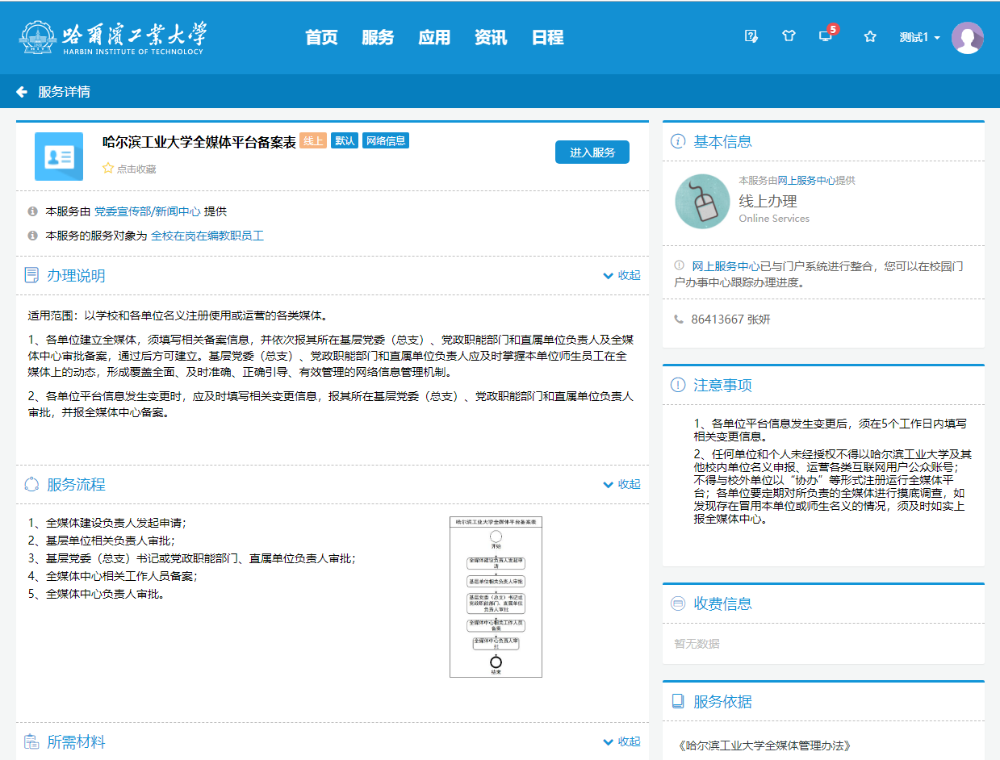 哈尔滨工业大学
HARBIN INSTITUTE OF TECHNOLOGY
首页 服务 应用 资讯 日程
5
测试1
服务详情
哈尔滨工业大学全媒体平台备案表 线上 默认 网络信息
点击收藏
进入服务
本服务由 党委宣传部/新闻中心 提供
本服务的服务对象为 全校在岗在编教职员工
办理说明 收起
适用范围：以学校和各单位名义注册使用或运营的各类媒体。
1、各单位建立全媒体，须填写相关备案信息，并依次报其所在基层党委（总支）、党政职能部门和直属单位负责人及全媒
体中心审批备案，通过后方可建立。基层党委（总支）、党政职能部门和直属单位负责人应及时掌握本单位师生员工在全
媒体上的动态，形成覆盖全面、及时准确、正确引导、有效管理的网络信息管理机制。
2、各单位平台信息发生变更时，应及时填写相关变更信息，报其所在基层党委（总支）、党政职能部门和直属单位负责人
审批，并报全媒体中心备案。
服务流程 收起
1、全媒体建设负责人发起申请；
2、基层单位相关负责人审批；
3、基层党委（总支）书记或党政职能部门、直属单位负责人审批；
4、全媒体中心相关工作人员备案；
5、全媒体中心负责人审批。
哈尔滨工业大学全媒体平台备案表
开始
全媒体建设负责人发起申
请
基层单位相关负责人审批
基层党委（总支）书记或
党政职能部门、直属单位
负责人审批
全媒体中心相关工作人员
备案
全媒体中心负责人审
批
结束
所需材料 收起
基本信息
本服务由网上服务中心提供
线上办理
Online Services
网上服务中心已与门户系统进行整合，您可以在校园门
户办事中心跟踪办理进度。
86413667 张妍
注意事项
1、各单位平台信息发生变更后，须在5个工作日内填写
相关变更信息。
2、任何单位和个人未经授权不得以哈尔滨工业大学及其
他校内单位名义申报、运营各类互联网用户公众账号；
不得与校外单位以“协办”等形式注册运行全媒体平
台；各单位要定期对所负责的全媒体进行摸底调查，如
发现存在冒用本单位或师生名义的情况，须及时如实上
报全媒体中心。
收费信息
暂无数据
服务依据
《哈尔滨工业大学全媒体管理办法》